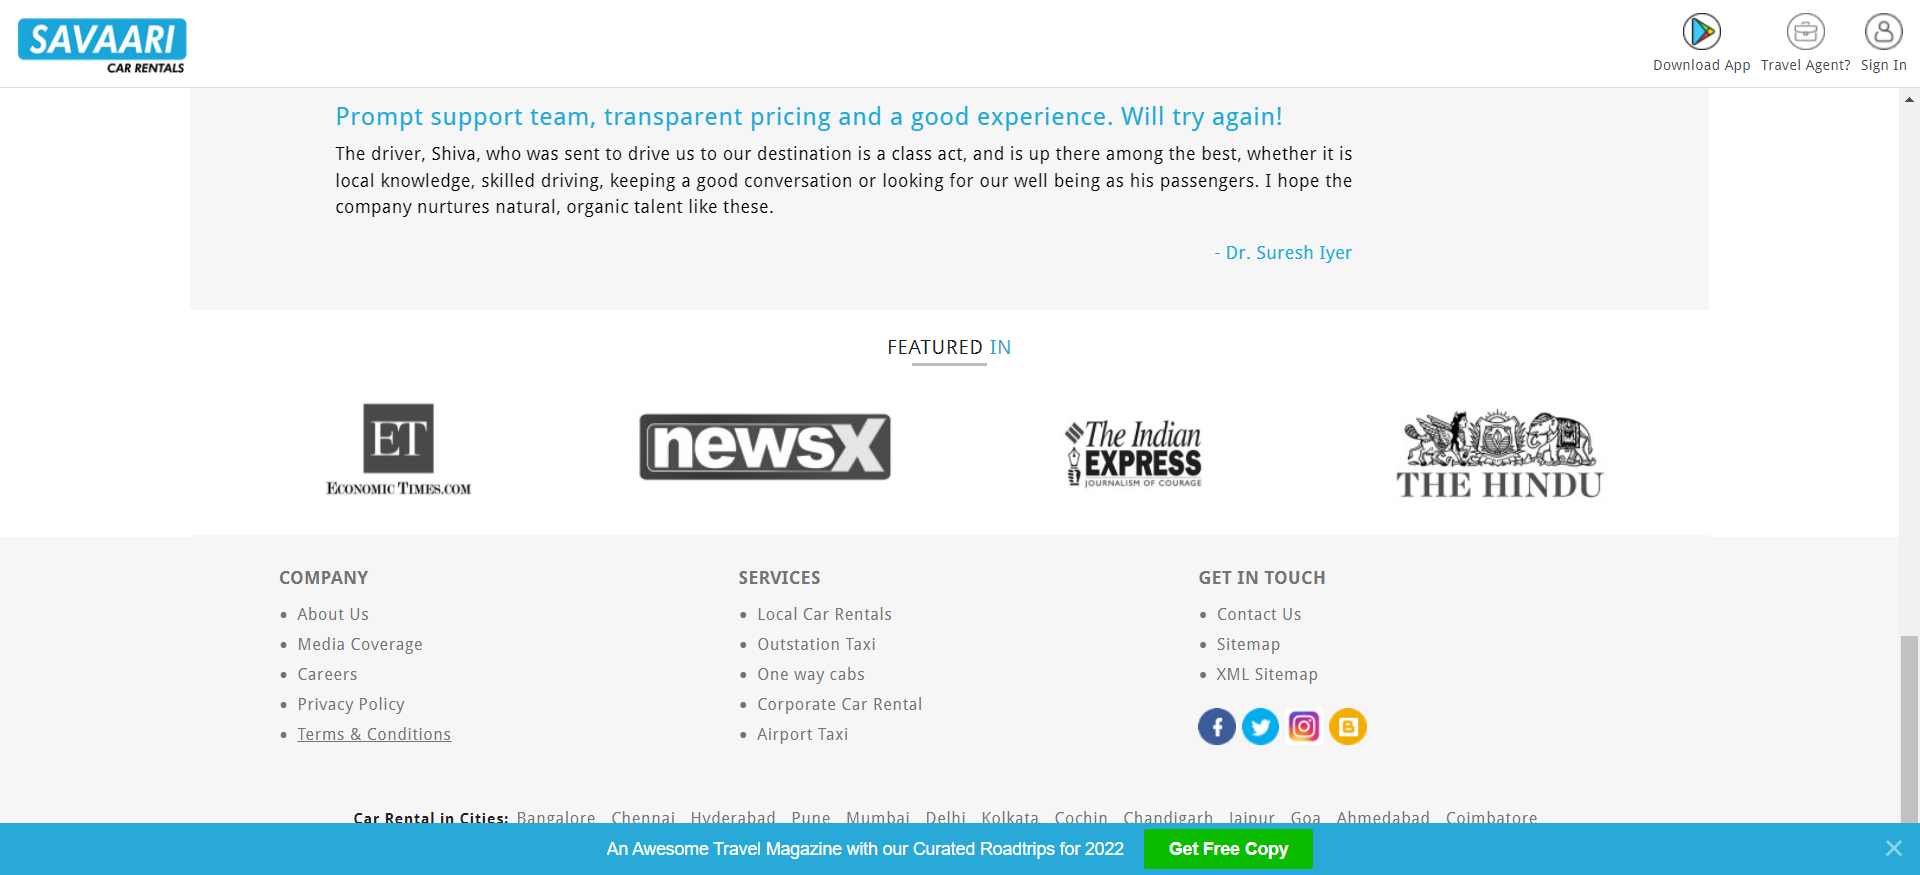 SAVAARI
CAR RENTALS
Download App Travel Agent? Sign In
Prompt support team, transparent pricing and a good experience. Will try again!
The driver, Shiva, who was sent to drive us to our destination is a class act, and is up there among the best, whether it is
local knowledge, skilled driving, keeping a good conversation or looking for our well being as his passengers. I hope the
company nurtures natural, organic talent like these.
- Dr. Suresh Iyer
FEATURED IN
ET
ECONOMIC TIMES.COM
newsX
The Indian
EXPRESS
JOURNALISM OF COURAGE
THE HINDU
COMPANY
• About Us
• Media Coverage
• Careers
• Privacy Policy
• Terms & Conditions
SERVICES
• Local Car Rentals
• Outstation Taxi
• One way cabs
• Corporate Car Rental
• Airport Taxi
GET IN TOUCH
• Contact Us
• Sitemap
• XML Sitemap
Car Rental in Cities: Bangalore Chennai Hyderabad Pune Mumbai Delhi Kolkata Cochin Chandigarh Jaipur Goa Ahmedabad Coimbatore
An Awesome Travel Magazine with our Curated Roadtrips for 2022 Get Free Copy